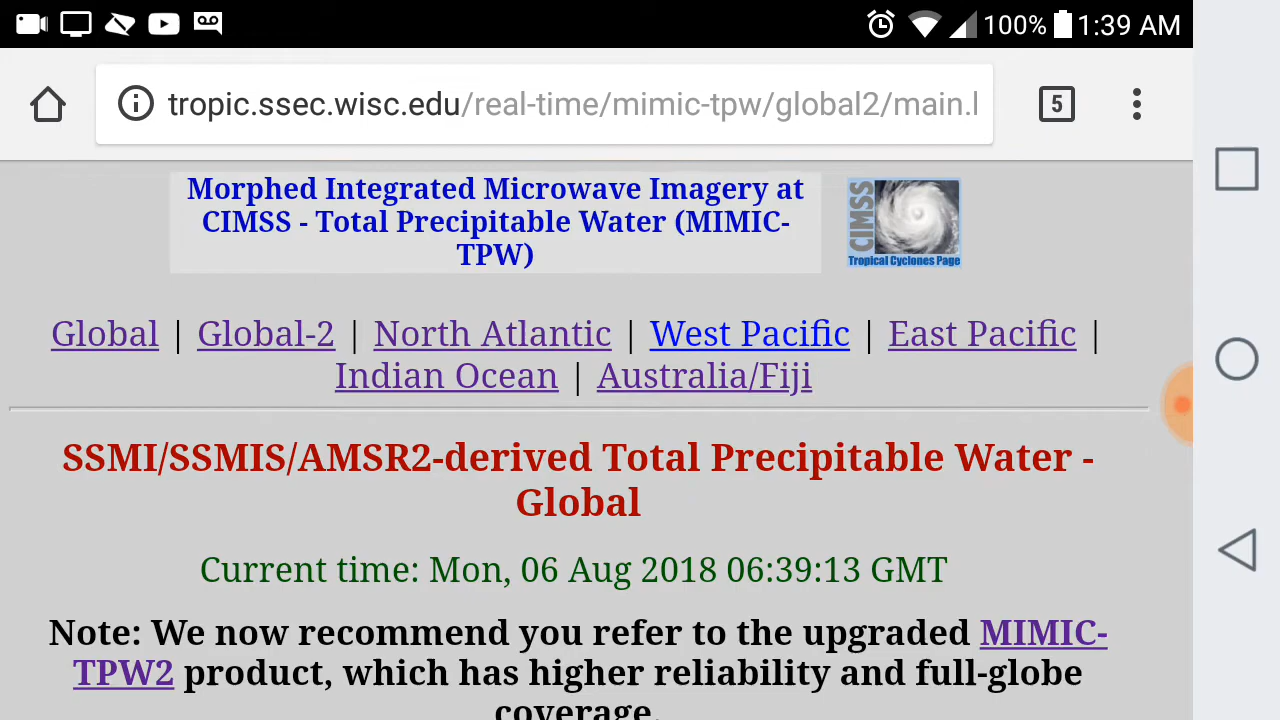 100% 1:39 AM
tropic.ssec.wisc.edu/real-time/mimic-tpw/global2/main.
5
Morphed Integrated Microwave Imagery at
CIMSS - Total Precipitable Water (MIMIC-
TPW)
CIMSS
Tropical Cyclones Page
Global | Global-2 | North Atlantic | West Pacific | East Pacific |
Indian Ocean | Australia/Fiji
SSMI/SSMIS/AMSR2-derived Total Precipitable Water -
Global
Current time: Mon, 06 Aug 2018 06:39:13 GMT
Note: We now recommend you refer to the upgraded MIMIC-
TPW2 product, which has higher reliability and full-globe
coverage.